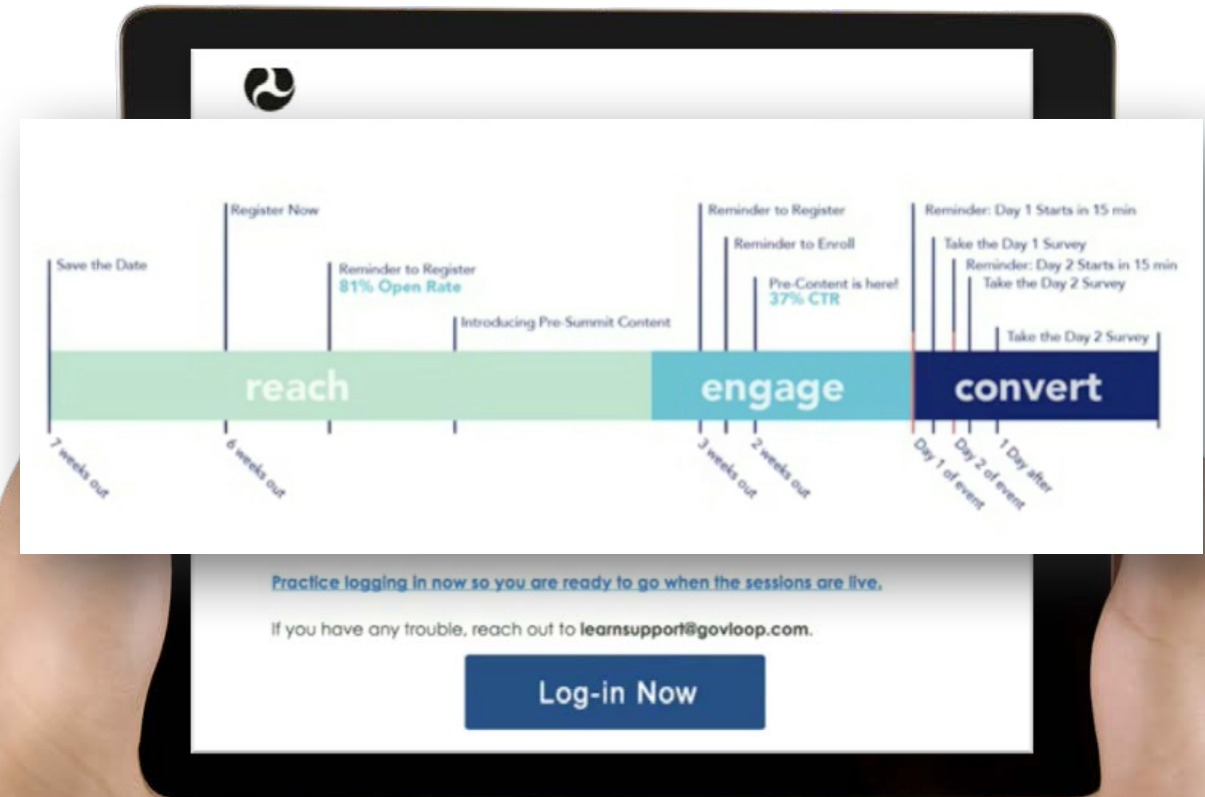 Register Now
Reminder to Register
Reminder: Day 1 Starts in 15 min
Reminder to Enroll
Take the Day 1 Survey
Save the Date
Reminder to Register
81% Open Rate
Reminder: Day 2 Starts in 15 min
Pre-Content is here!
37% CTR
Take the Day 2 Survey
Introducing Pre-Summit Content
Take the Day 2 Survey
reach
engage
convert
7 weeks out
6 weeks out
3 weeks out
2 weeks out
Day 1 of event
Day 2 of event
1 Day after
Practice logging in now so you are ready to go when the sessions are live.
If you have any trouble, reach out to learnsupport@govloop.com.
Log-in Now